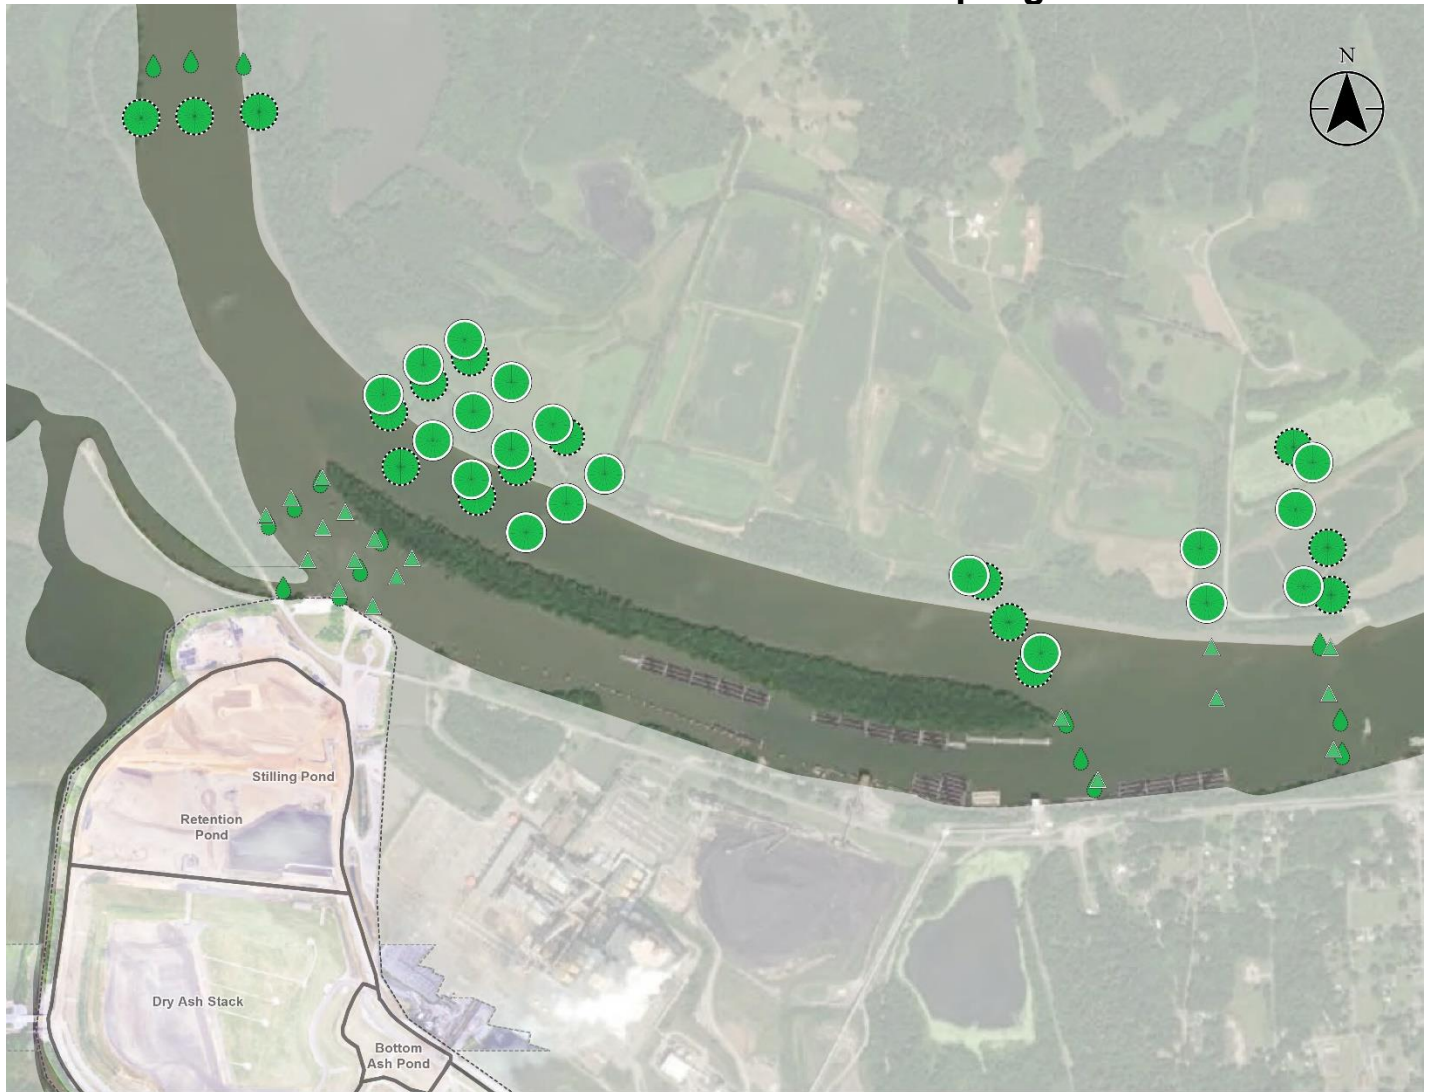 N
Stilling Pond
Retention
Pond
Dry Ash Stack
Bottom
Ash Pond